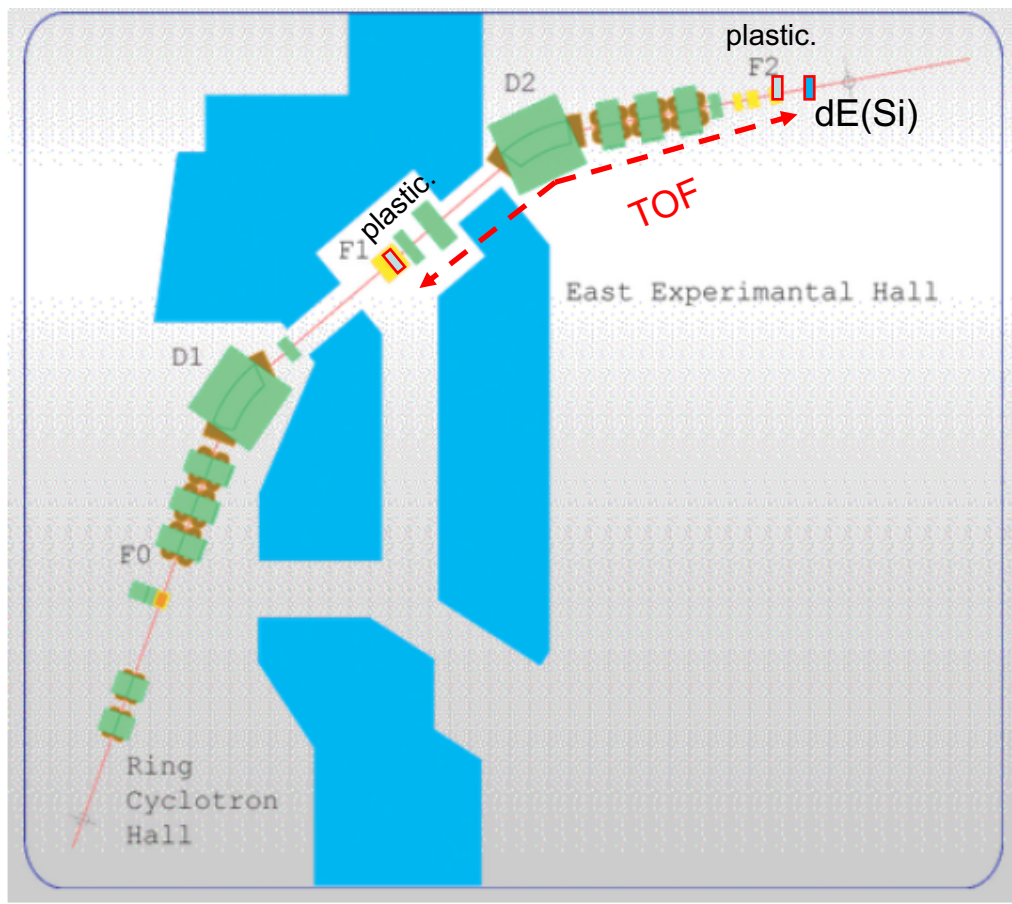 plastic.
F2
D2
dE(Si)
plastic.
TOF
F1
East Experimantal Hall
D1
F0
Ring
Cyclotron
Hall